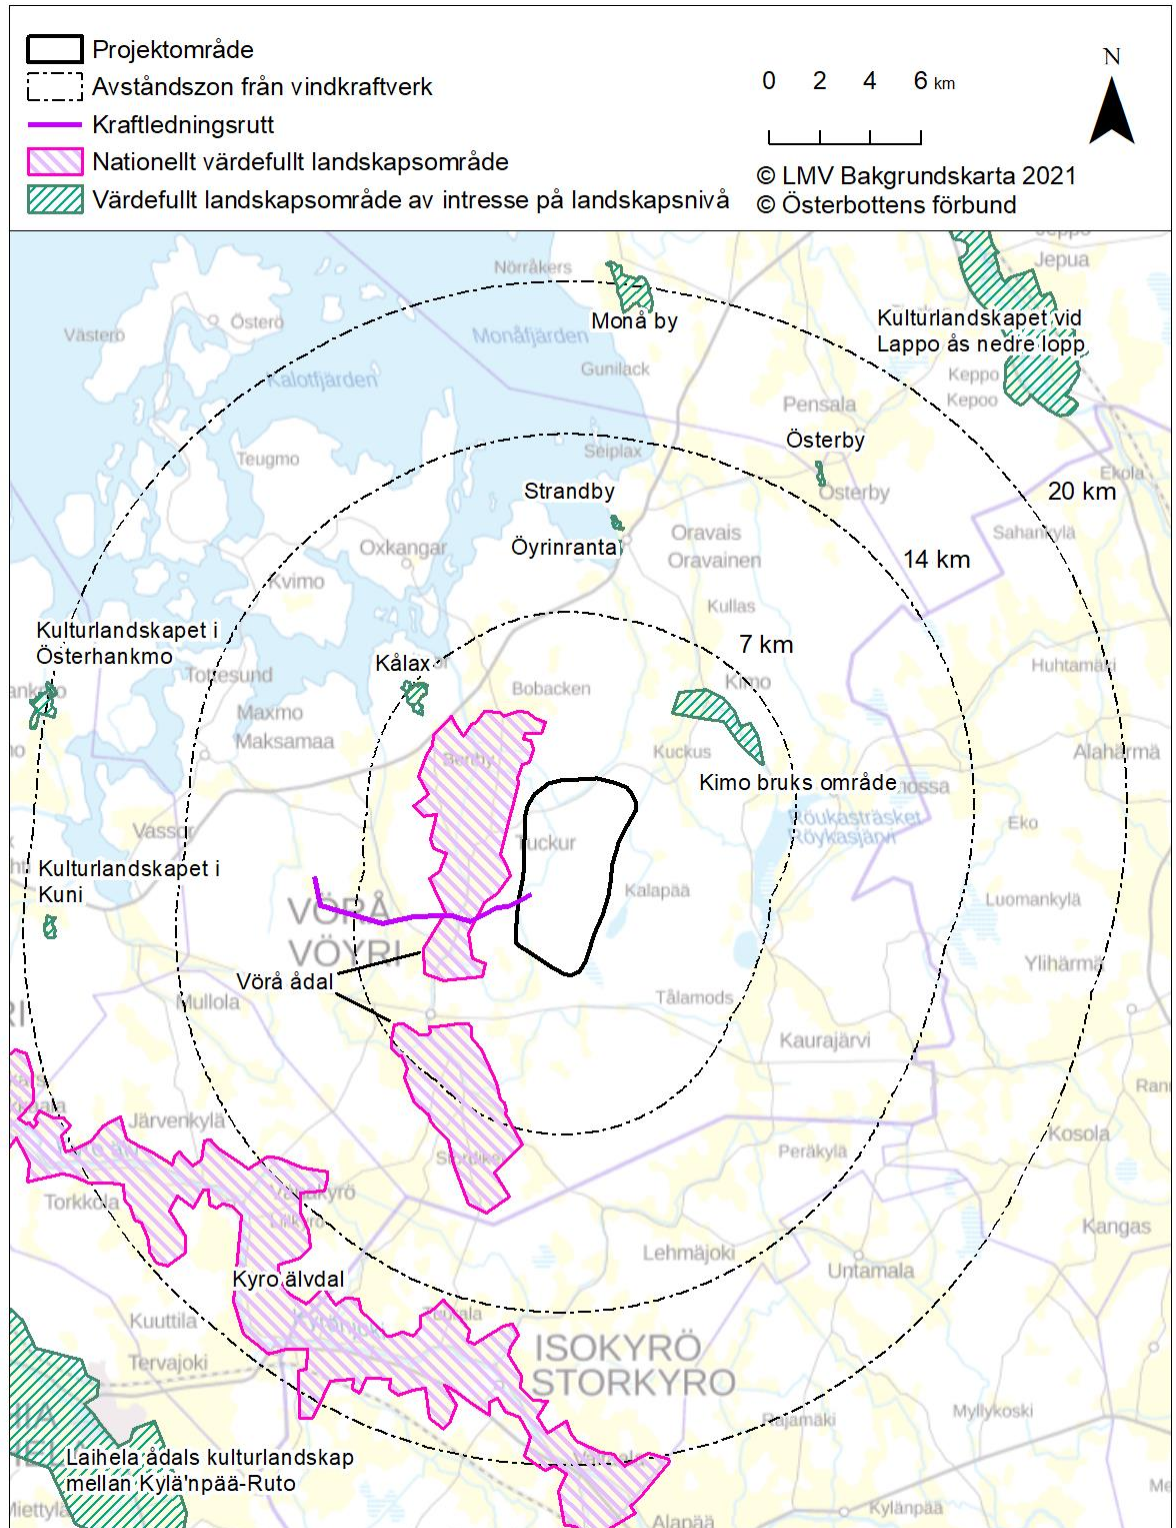 Projektområde
Avståndszon från vindkraftverk
Kraftledningsrutt
Nationellt värdefullt landskapsområde
Värdefullt landskapsområde av intresse på landskapsnivå
0 2 4 6 km
N
© LMV Bakgrundskarta 2021
© Österbottens förbund
Jepua
Nörråkers
Monå by
Västerö
Österö
Monåfjärden
Kulturlandskapet vid
Lappo ås nedre lopp
Kalotfjärden
Gunilack
Keppo
Kepoo
Pensala
Österby
Teugmo
Seiplax
Ekola
20 km
Strandby
Österby
Oravais
Oravainen
Sahankylä
Öyrinranta
Oxkangar
14 km
Kvimo
Kullas
Kulturlandskapet i
Österhankmo
7 km
Kålax
Huhtamäki
Kimo
Bobacken
Maxmo
Maksamaa
Kuckus
Alahärmä
Kimo bruks område
Röukasträsket
Röykasjärvi
Eko
Vassor
Tuckur
Kulturlandskapet i
Kuni
Kalapää
Luomankylä
VÖRÅ
VÖYRI
Ylihärmä
Vörå ådal
Mullola
Tålamods
Kaurajärvi
Järvenkylä
Kosola
Peräkylä
Torkkola
Kangas
Lehmäjoki
Untamala
Kyro älvdal
Kuuttila
Tervajoki
ISOKYRÖ
STORKYRO
Rajamäki
Myllykoski
Laihela ådals kulturlandskap
mellan Kylä'npää-Ruto
Kylänpää
Alapää